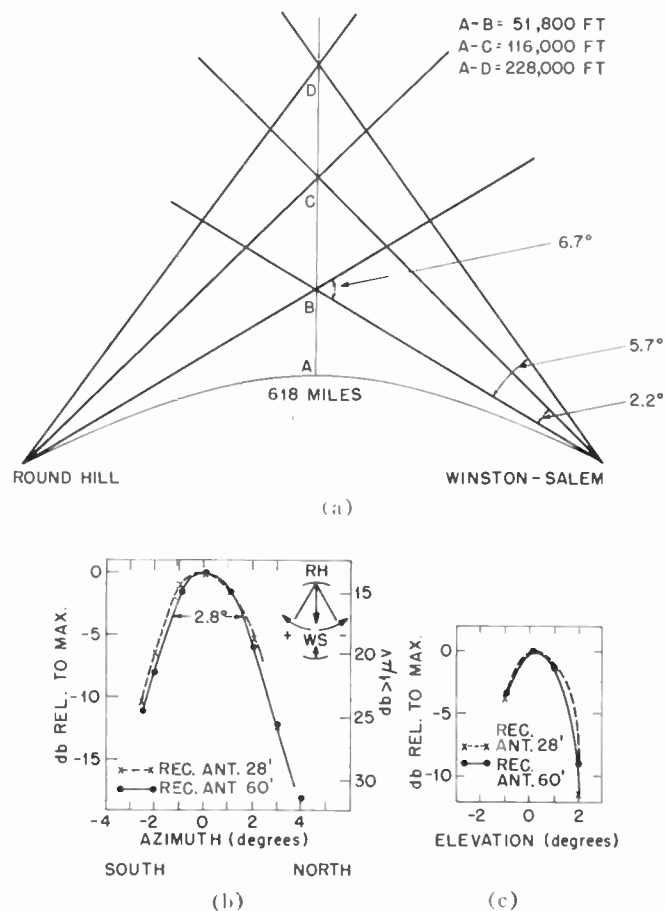 A-B = 51,800 FT
A-C = 116,000 FT
A-D = 228,000 FT
D
C
6.7°
B
5.7°
A
618 MILES
2.2°
ROUND HILL
WINSTON-SALEM
(a)
db REL. TO MAX.
0
-5
-10
-15
2.8°
RH
+ WS -
15
20
25
30
db>1μV
x--x- REC. ANT. 28'
•—•— REC. ANT 60'
-4 -2 0 2 4
AZIMUTH (degrees)
SOUTH NORTH
(b)
db REL. TO MAX.
0
-5
-10
REC.
x--x ANT. 28'
•—• REC.
ANT. 60'
-2 0 2
ELEVATION (degrees)
(c)